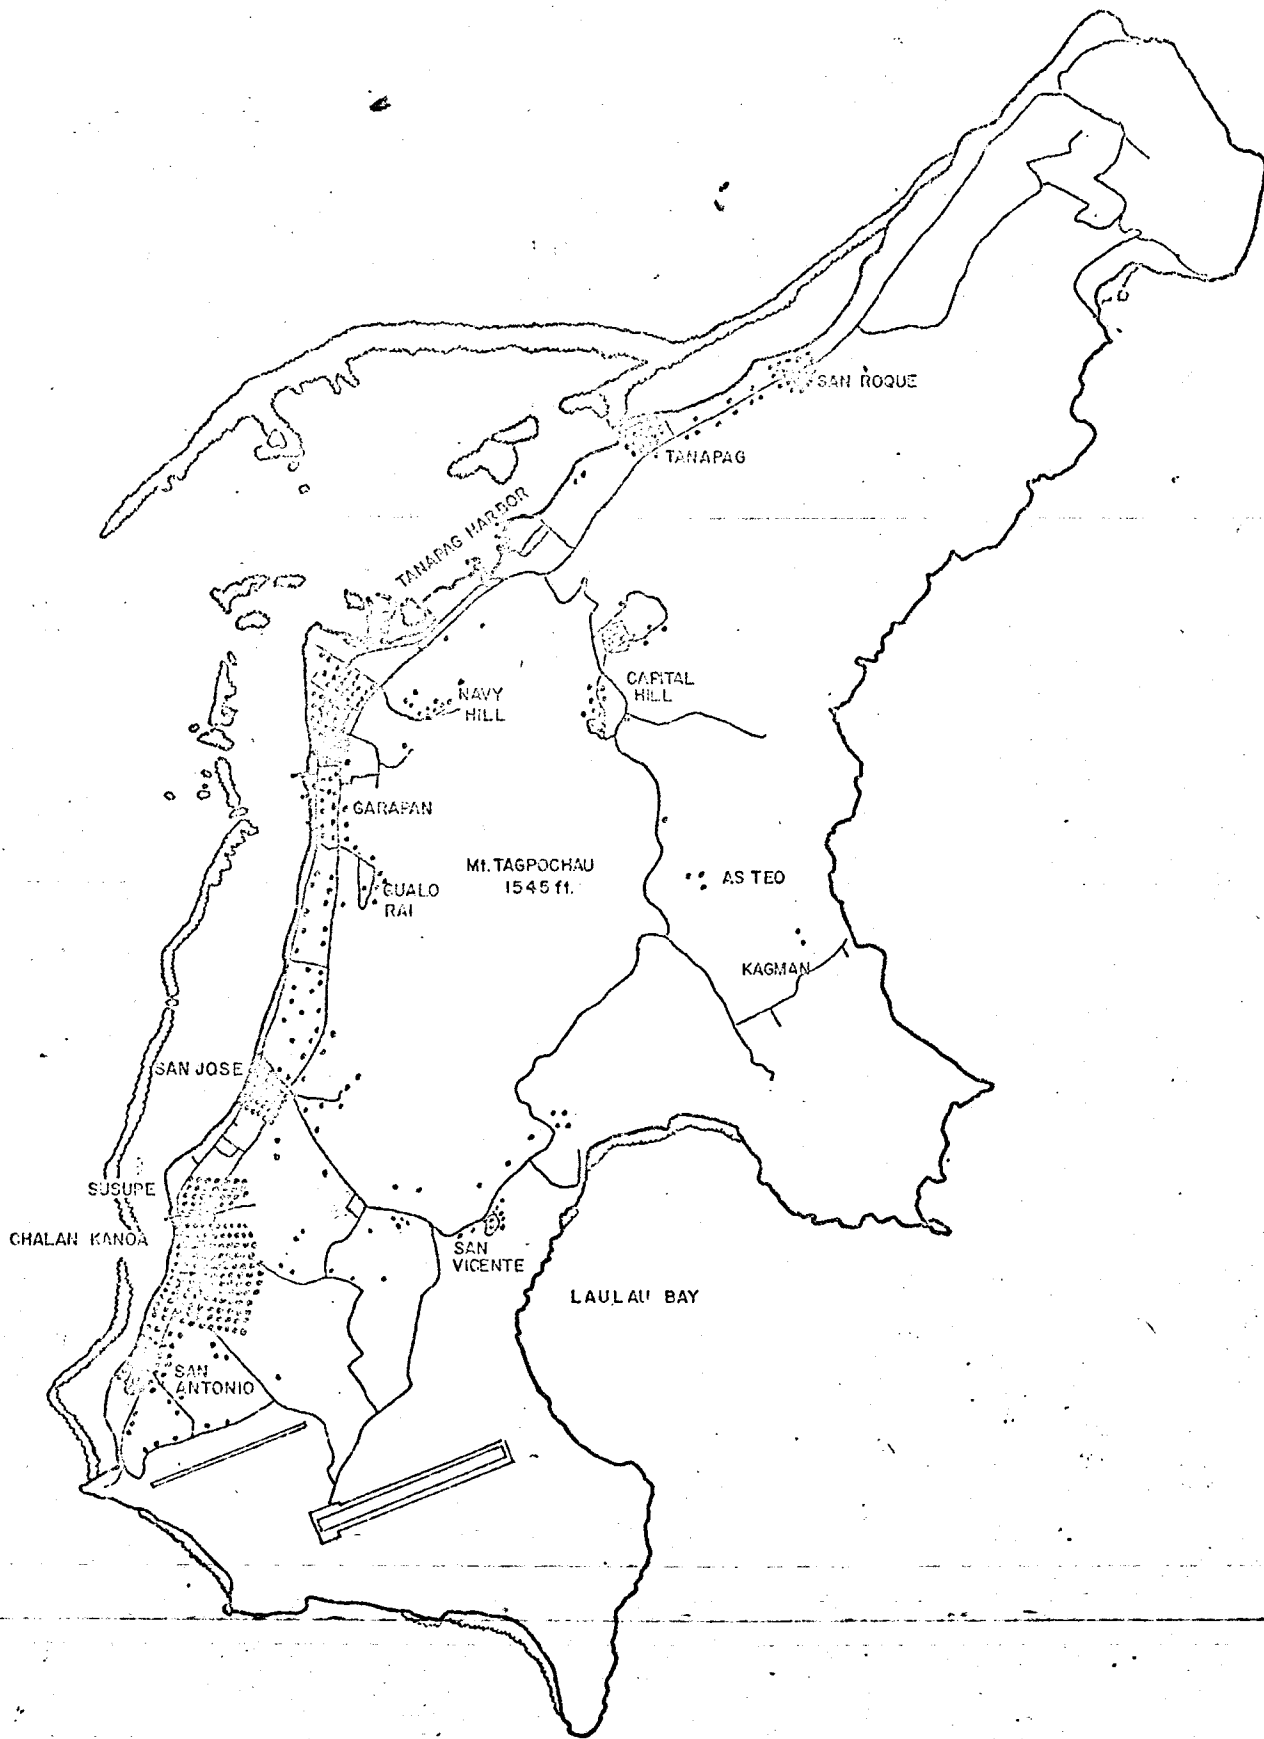 SAN ROQUE
TANAPAG
TANAPAG HARBOR
CAPITAL
HILL
NAVY
HILL
GARAPAN
Mt. TAGPOCHAU
1545 ft.
AS TEO
GUALO
RAI
KAGMAN
SAN JOSE
SUSUPE
CHALAN KANOA
SAN
VICENTE
LAULAU BAY
SAN
ANTONIO